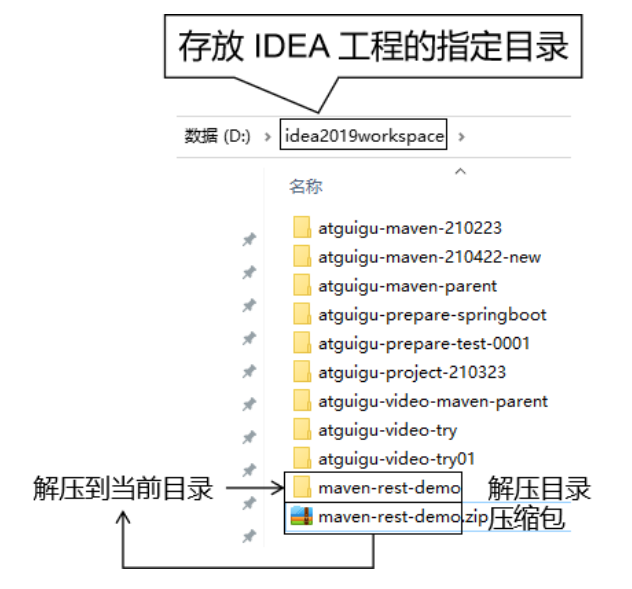 存放 IDEA 工程的指定目录
数据 (D:) › idea2019workspace ›
名称
atguigu-maven-210223
atguigu-maven-210422-new
atguigu-maven-parent
atguigu-prepare-springboot
atguigu-prepare-test-0001
atguigu-project-210323
atguigu-video-maven-parent
atguigu-video-try
atguigu-video-try01
解压到当前目录 maven-rest-demo 解压目录
maven-rest-demo.zip 压缩包